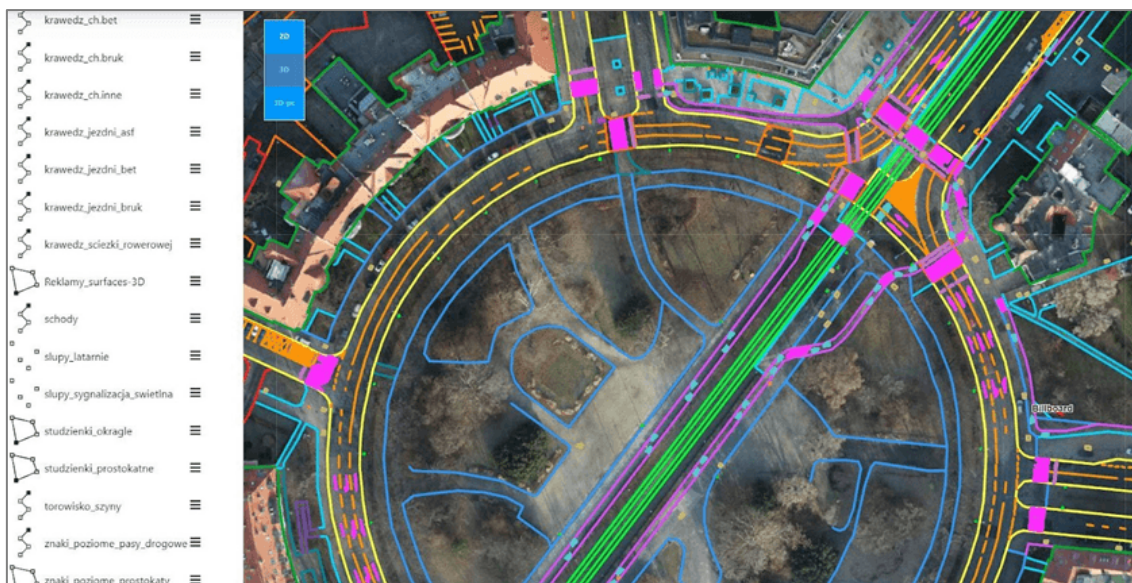 krawedz_ch.bet
krawedz_ch.bruk
krawedz_ch.inne
krawedz_jezdni_asf
krawedz_jezdni_bet
krawedz_jezdni_bruk
krawedz_sciezki_rowerowej
Reklamy_surfaces-3D
schody
slupy_latarnie
slupy_sygnalizacja_swietlna
studzienki_okragle
studzienki_prostokatne
torowisko_szyny
znaki_poziome_pasy_drogowe
znaki_poziome_prostokaty
2D
3D
3D-pc
Billboard